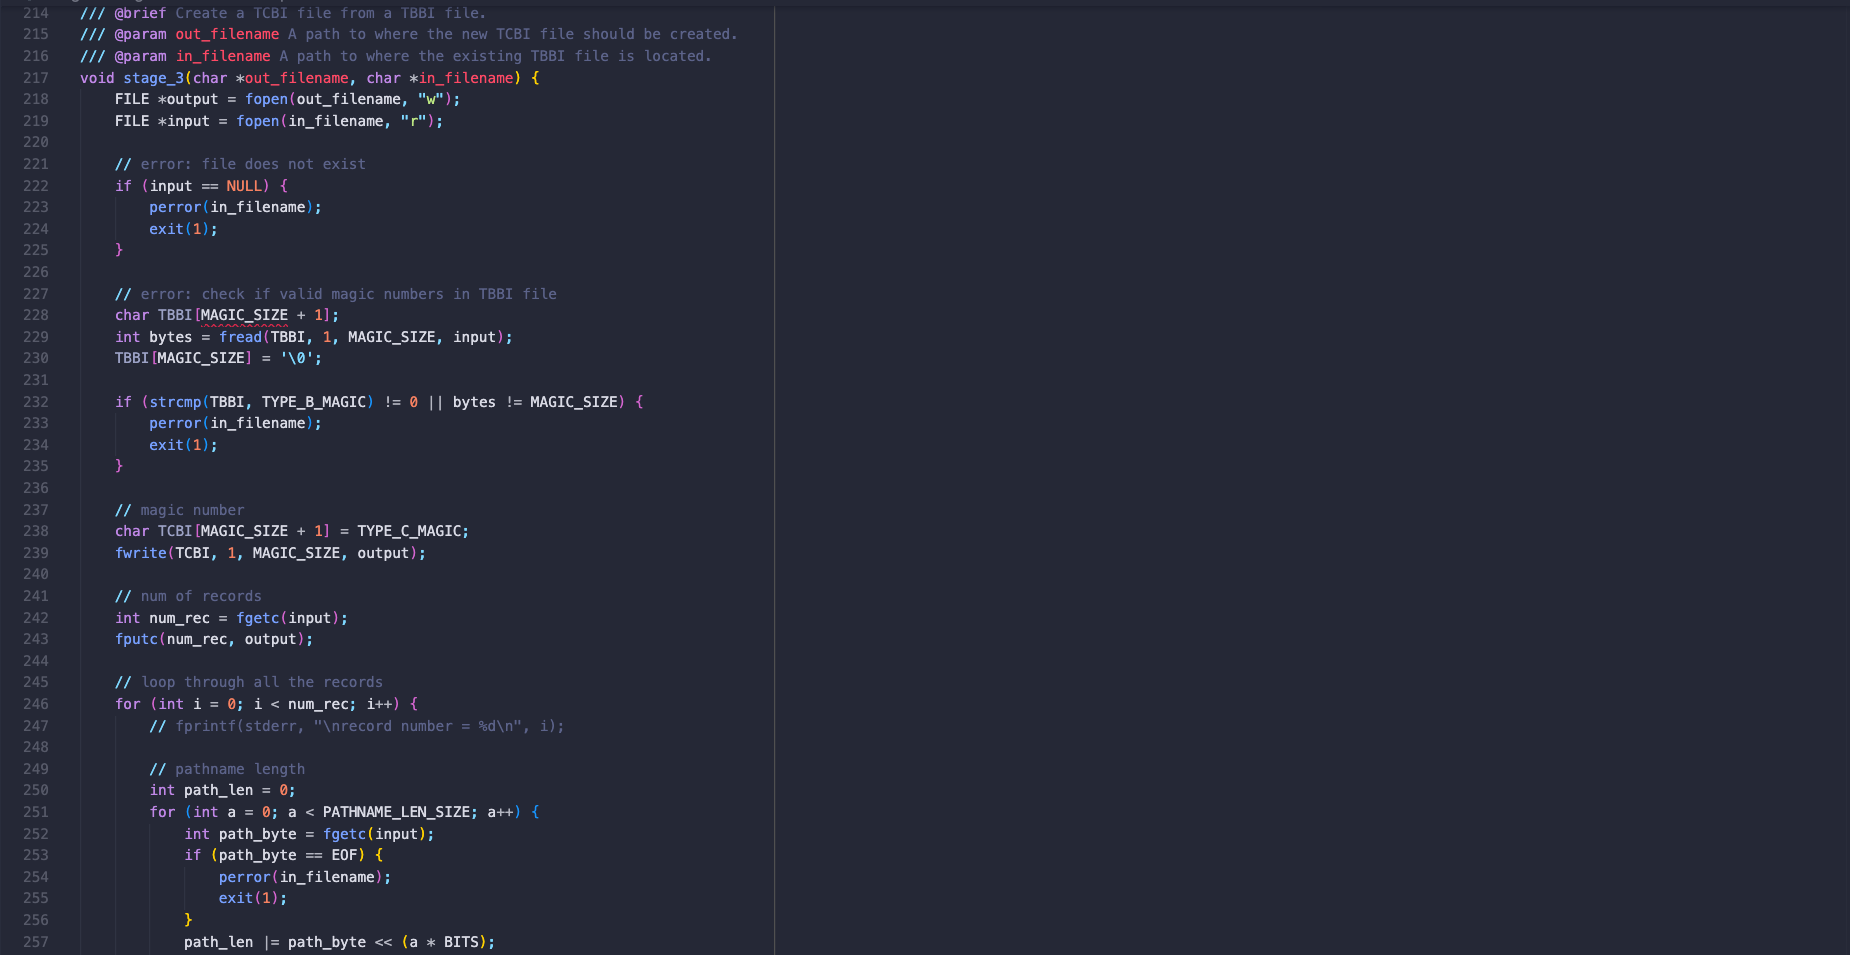 214 /// @brief Create a TCBI file from a TBBI file.
215 /// @param out_filename A path to where the new TCBI file should be created.
216 /// @param in_filename A path to where the existing TBBI file is located.
217 void stage_3(char *out_filename, char *in_filename) {
218     FILE *output = fopen(out_filename, "w");
219     FILE *input = fopen(in_filename, "r");
220
221     // error: file does not exist
222     if (input == NULL) {
223         perror(in_filename);
224         exit(1);
225     }
226
227     // error: check if valid magic numbers in TBBI file
228     char TBBI[MAGIC_SIZE + 1];
229     int bytes = fread(TBBI, 1, MAGIC_SIZE, input);
230     TBBI[MAGIC_SIZE] = '\0';
231
232     if (strcmp(TBBI, TYPE_B_MAGIC) != 0 || bytes != MAGIC_SIZE) {
233         perror(in_filename);
234         exit(1);
235     }
236
237     // magic number
238     char TCBI[MAGIC_SIZE + 1] = TYPE_C_MAGIC;
239     fwrite(TCBI, 1, MAGIC_SIZE, output);
240
241     // num of records
242     int num_rec = fgetc(input);
243     fputc(num_rec, output);
244
245     // loop through all the records
246     for (int i = 0; i < num_rec; i++) {
247         // fprintf(stderr, "\nrecord number = %d\n", i);
248
249         // pathname length
250         int path_len = 0;
251         for (int a = 0; a < PATHNAME_LEN_SIZE; a++) {
252             int path_byte = fgetc(input);
253             if (path_byte == EOF) {
254                 perror(in_filename);
255                 exit(1);
256             }
257             path_len |= path_byte << (a * BITS);